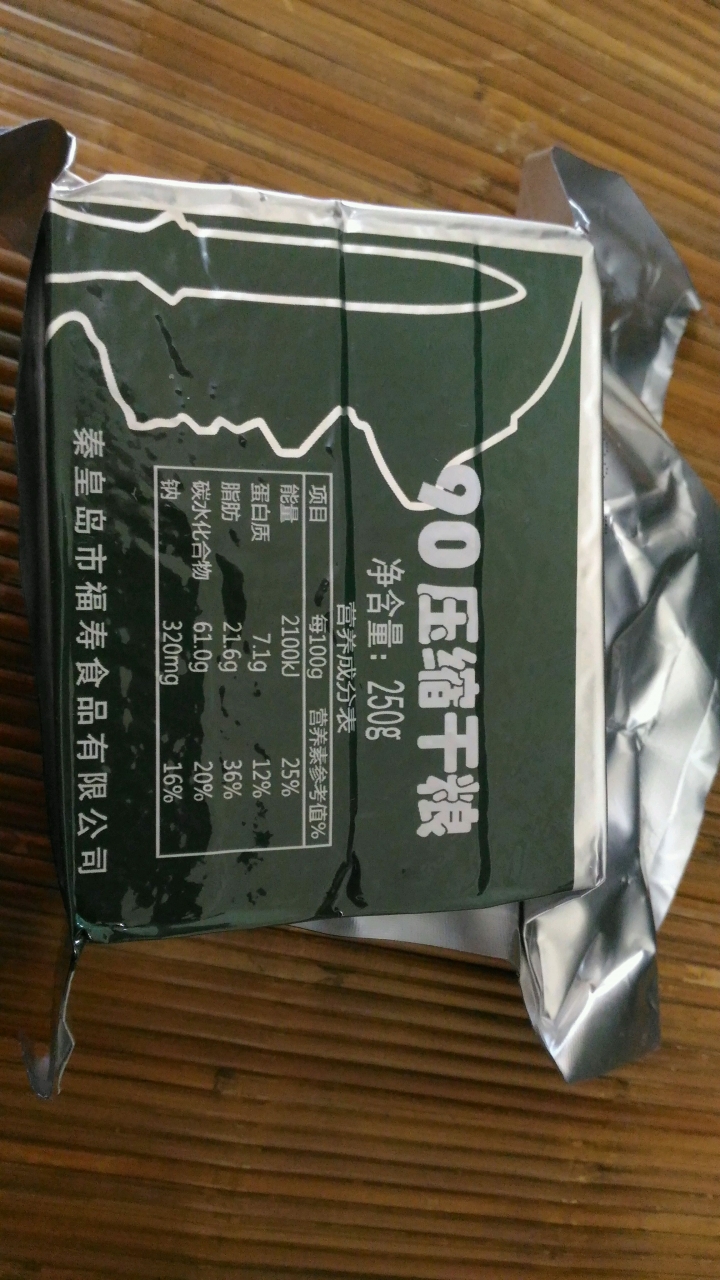 90压缩干粮
净含量：250g
营养成分表
项目 每100g 营养素参考值%
能量 2100kJ 25%
蛋白质 7.1g 12%
脂肪 21.6g 36%
碳水化合物 61.0g 20%
钠 320mg 16%
秦皇岛市福寿食品有限公司